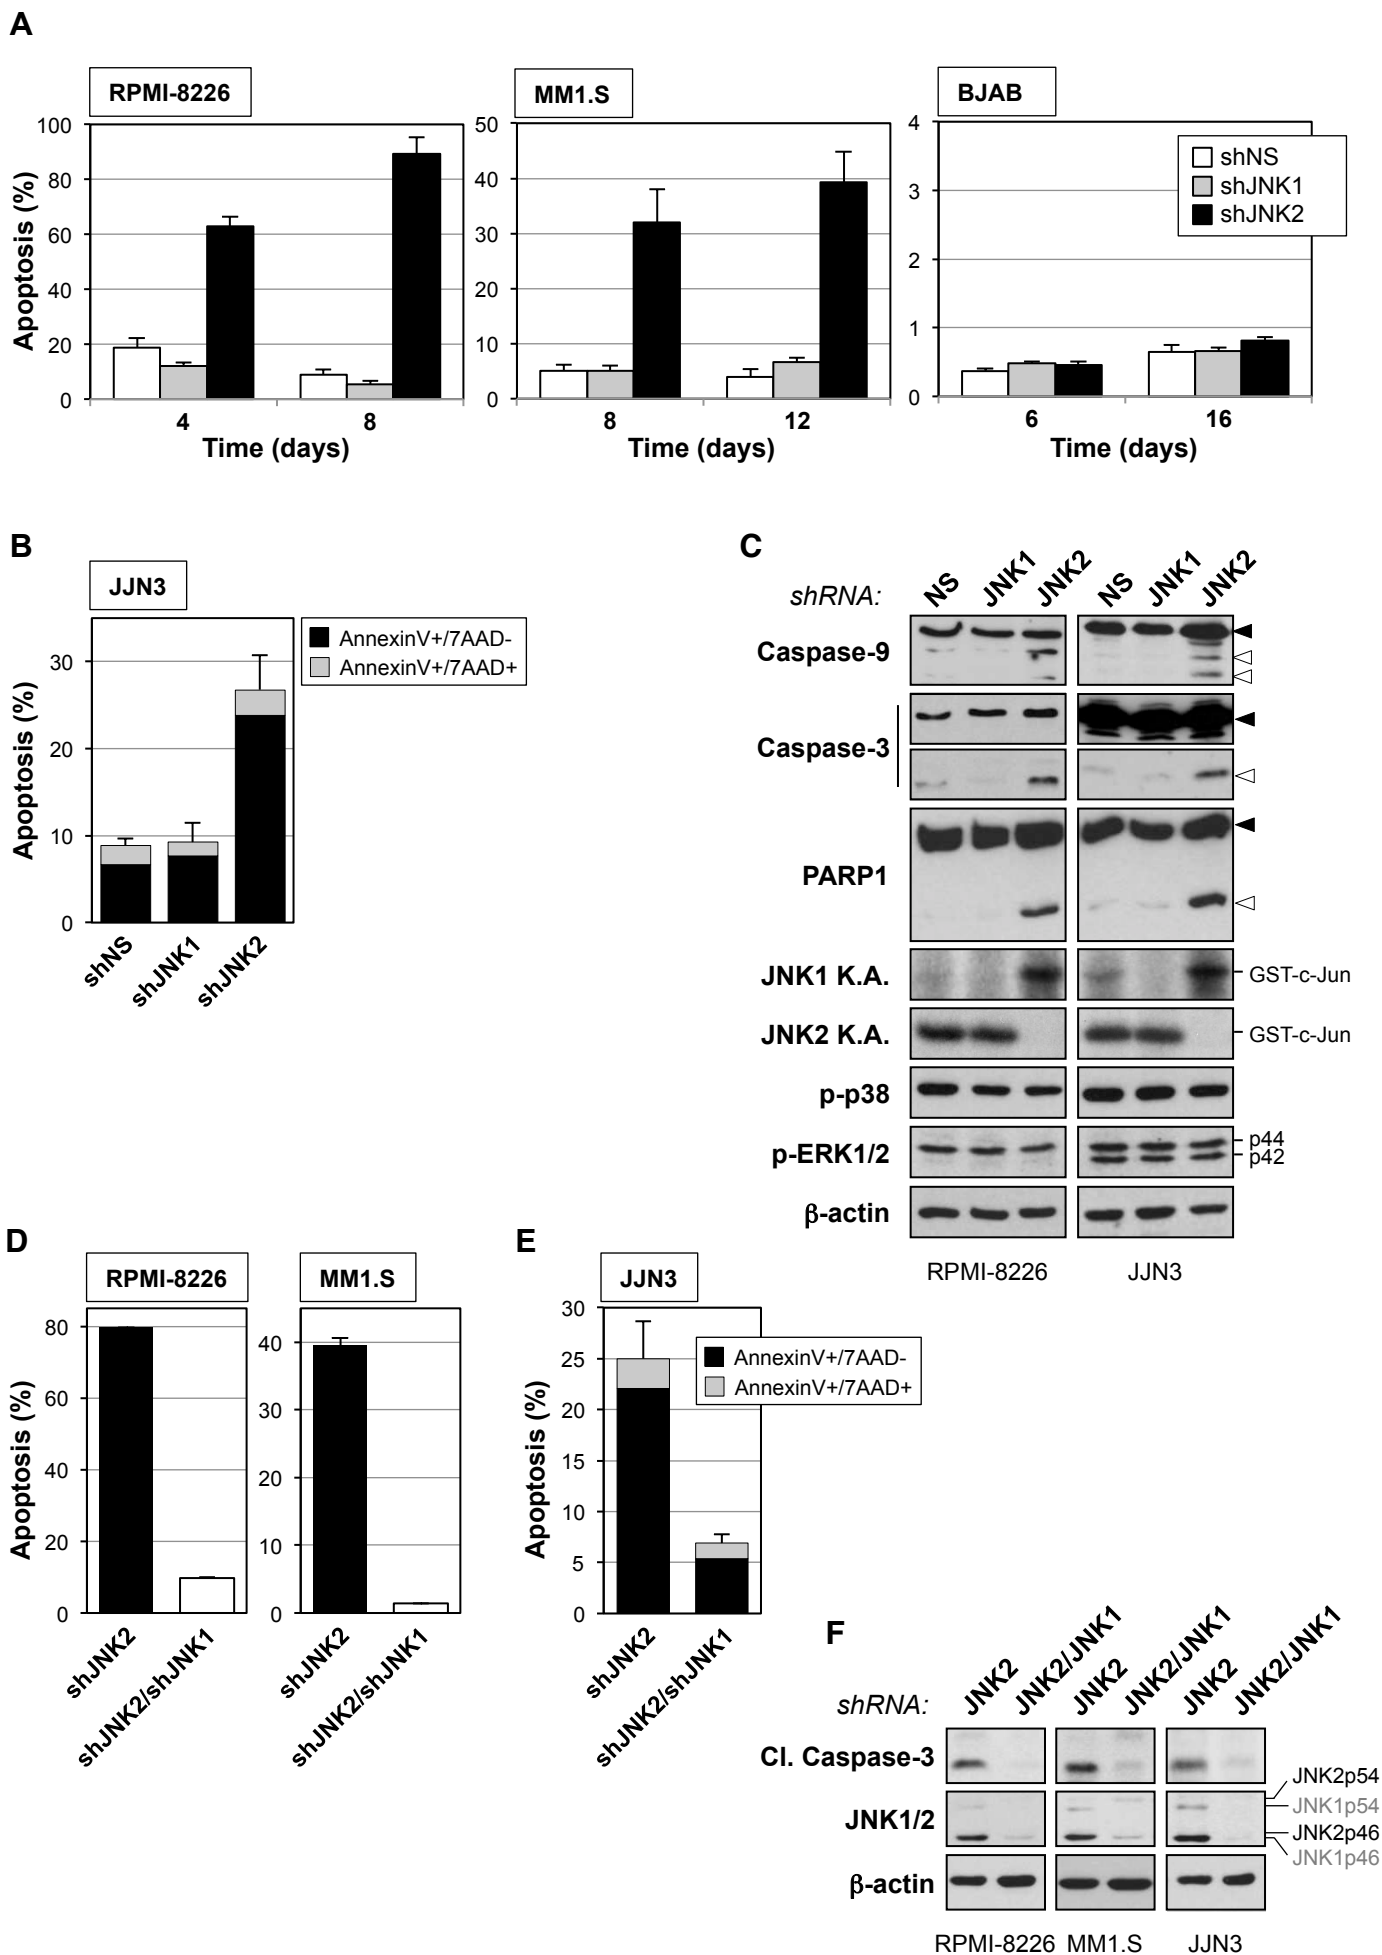 A
RPMI-8226
MM1.S
BJAB
Apoptosis (%)
100
80
60
40
20
0
4
8
Time (days)
50
40
30
20
10
0
8
12
Time (days)
4
3
2
1
0
6
16
Time (days)
shNS
shJNK1
shJNK2
B
JJN3
AnnexinV+/7AAD-
AnnexinV+/7AAD+
Apoptosis (%)
30
20
10
0
shNS
shJNK1
shJNK2
C
shRNA:
NS
JNK1
JNK2
NS
JNK1
JNK2
Caspase-9
Caspase-3
PARP1
JNK1 K.A.
GST-c-Jun
JNK2 K.A.
GST-c-Jun
p-p38
p-ERK1/2
p44
p42
β-actin
RPMI-8226
JJN3
D
RPMI-8226
MM1.S
Apoptosis (%)
80
60
40
20
0
shJNK2
shJNK2/shJNK1
40
30
20
10
0
shJNK2
shJNK2/shJNK1
E
JJN3
AnnexinV+/7AAD-
AnnexinV+/7AAD+
Apoptosis (%)
30
25
20
15
10
5
0
shJNK2
shJNK2/shJNK1
F
shRNA:
JNK2
JNK2/JNK1
JNK2
JNK2/JNK1
JNK2
JNK2/JNK1
Cl. Caspase-3
JNK1/2
JNK2p54
JNK1p54
JNK2p46
JNK1p46
β-actin
RPMI-8226
MM1.S
JJN3